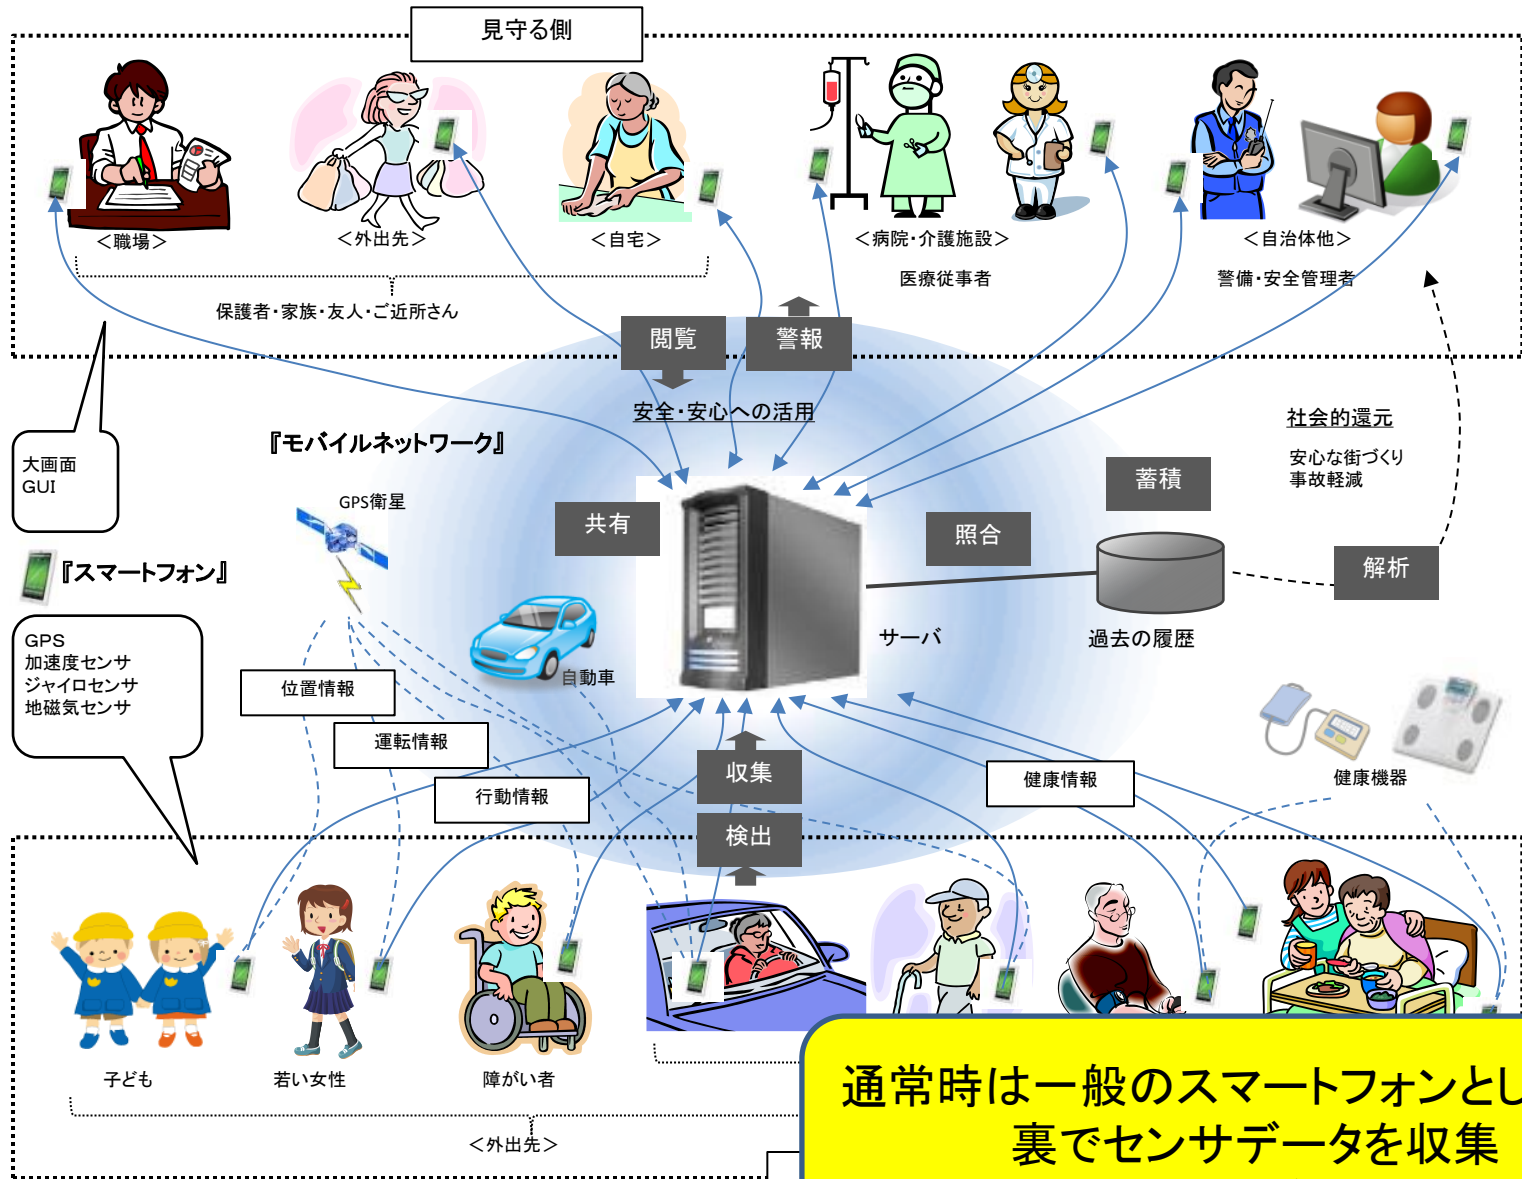 見守る側
＜職場＞
＜外出先＞
＜自宅＞
＜病院・介護施設＞
＜自治体他＞
保護者・家族・友人・ご近所さん
医療従事者
警備・安全管理者
閲覧
警報
安全・安心への活用
大画面
GUI
『モバイルネットワーク』
社会的還元
安心な街づくり
事故軽減
GPS衛星
共有
照合
蓄積
解析
『スマートフォン』
サーバ
過去の履歴
GPS
加速度センサ
ジャイロセンサ
地磁気センサ
自動車
位置情報
運転情報
行動情報
収集
健康情報
健康機器
検出
子ども
若い女性
障がい者
＜外出先＞
通常時は一般のスマートフォンとし
裏でセンサデータを収集